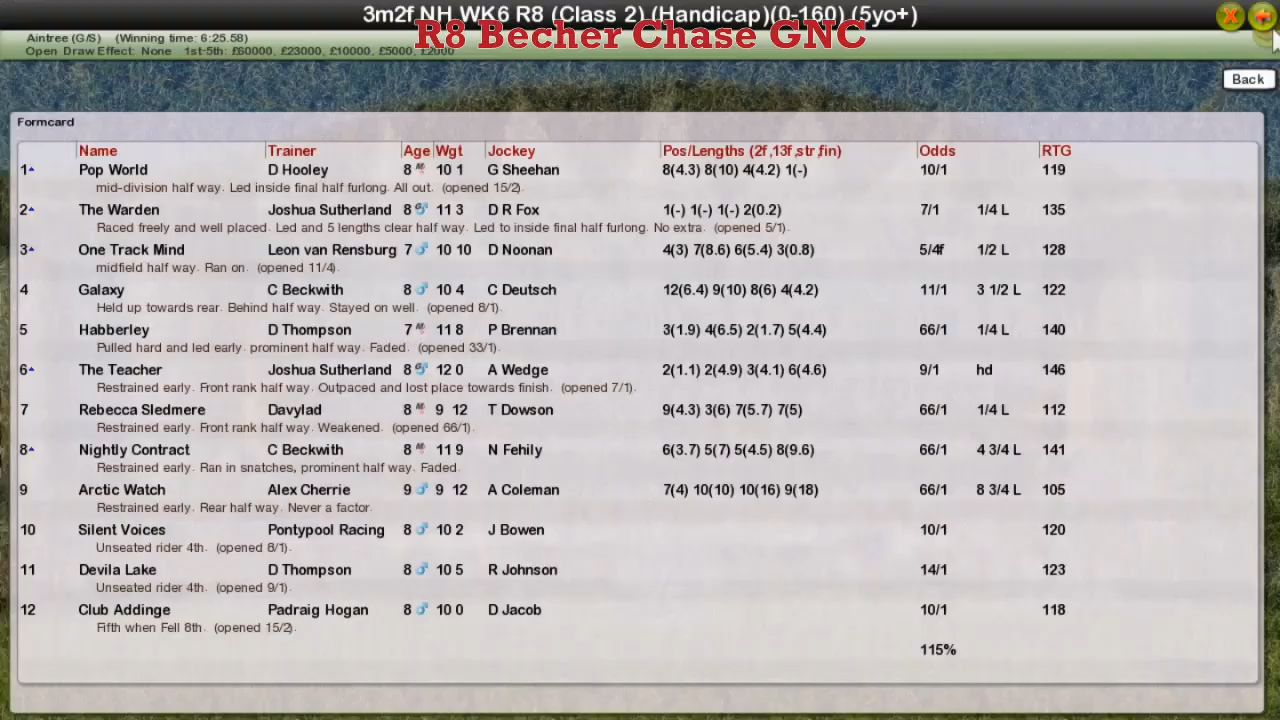 3m2f NH WK6 R8 (Class 2) (Handicap)(0-160) (5yo+)
R8 Becher Chase GNC
Aintree (G/S) (Winning time: 6:25.58)
Open Draw Effect: None 1st-5th: £60000, £23000, £10000, £5000, £2000
Back
Formcard
Name Trainer Age Wgt Jockey Pos/Lengths (2f,13f,str,fin) Odds RTG
1 Pop World D Hooley 8 10 1 G Sheehan 8(4.3) 8(10) 4(4.2) 1(-) 10/1 119
mid-division half way. Led inside final half furlong. All out. (opened 15/2).
2 The Warden Joshua Sutherland 8 11 3 D R Fox 1(-) 1(-) 1(-) 2(0.2) 7/1 1/4 L 135
Raced freely and well placed. Led and 5 lengths clear half way. Led to inside final half furlong. No extra. (opened 5/1).
3 One Track Mind Leon van Rensburg 7 10 10 D Noonan 4(3) 7(8.6) 6(5.4) 3(0.8) 5/4f 1/2 L 128
midfield half way. Ran on. (opened 11/4).
4 Galaxy C Beckwith 8 10 4 C Deutsch 12(6.4) 9(10) 8(6) 4(4.2) 11/1 3 1/2 L 122
Held up towards rear. Behind half way. Stayed on well. (opened 8/1).
5 Habberley D Thompson 7 11 8 P Brennan 3(1.9) 4(6.5) 2(1.7) 5(4.4) 66/1 1/4 L 140
Pulled hard and led early. prominent half way. Faded. (opened 33/1).
6 The Teacher Joshua Sutherland 8 12 0 A Wedge 2(1.1) 2(4.9) 3(4.1) 6(4.6) 9/1 hd 146
Restrained early. Front rank half way. Outpaced and lost place towards finish. (opened 7/1).
7 Rebecca Sledmere Davylad 8 9 12 T Dowson 9(4.3) 3(6) 7(5.7) 7(5) 66/1 1/4 L 112
Restrained early. Front rank half way. Weakened. (opened 66/1).
8 Nightly Contract C Beckwith 8 11 9 N Fehily 6(3.7) 5(7) 5(4.5) 8(9.6) 66/1 4 3/4 L 141
Restrained early. Ran in snatches, prominent half way. Faded.
9 Arctic Watch Alex Cherrie 9 9 12 A Coleman 7(4) 10(10) 10(16) 9(18) 66/1 8 3/4 L 105
Restrained early. Rear half way. Never a factor.
10 Silent Voices Pontypool Racing 8 10 2 J Bowen 10/1 120
Unseated rider 4th. (opened 8/1).
11 Devila Lake D Thompson 8 10 5 R Johnson 14/1 123
Unseated rider 4th. (opened 9/1).
12 Club Addinge Padraig Hogan 8 10 0 D Jacob 10/1 118
Fifth when Fell 8th. (opened 15/2).
115%